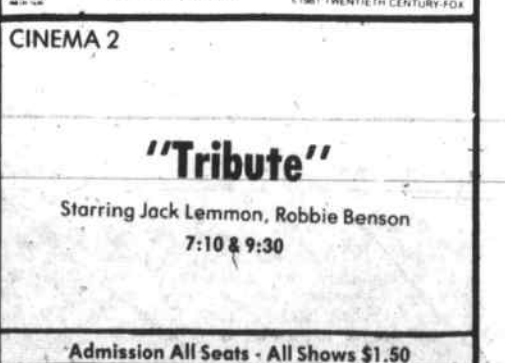 ©1981 TWENTIETH CENTURY-FOX
CINEMA 2
"Tribute"
Starring Jack Lemmon, Robbie Benson
7:10 & 9:30
Admission All Seats - All Shows $1.50